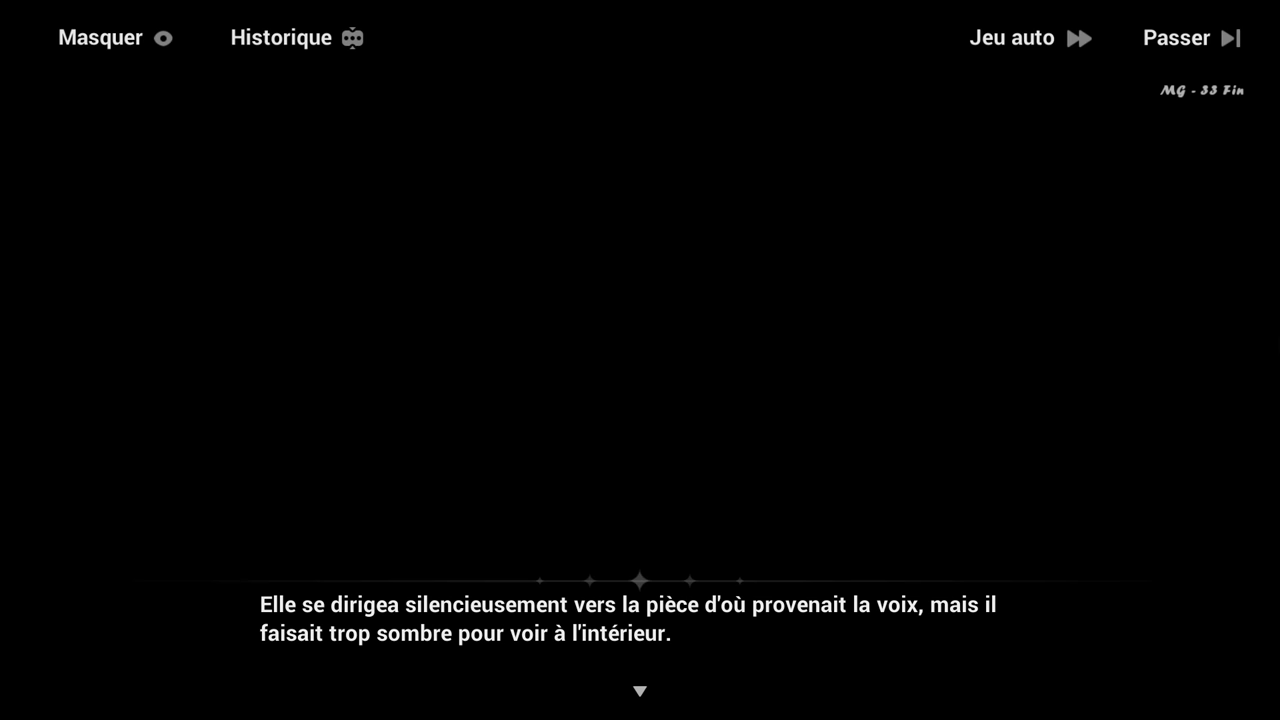 Masquer
Historique
Jeu auto
Passer
MG - 33 Fin
Elle se dirigea silencieusement vers la pièce d'où provenait la voix, mais il
faisait trop sombre pour voir à l'intérieur.